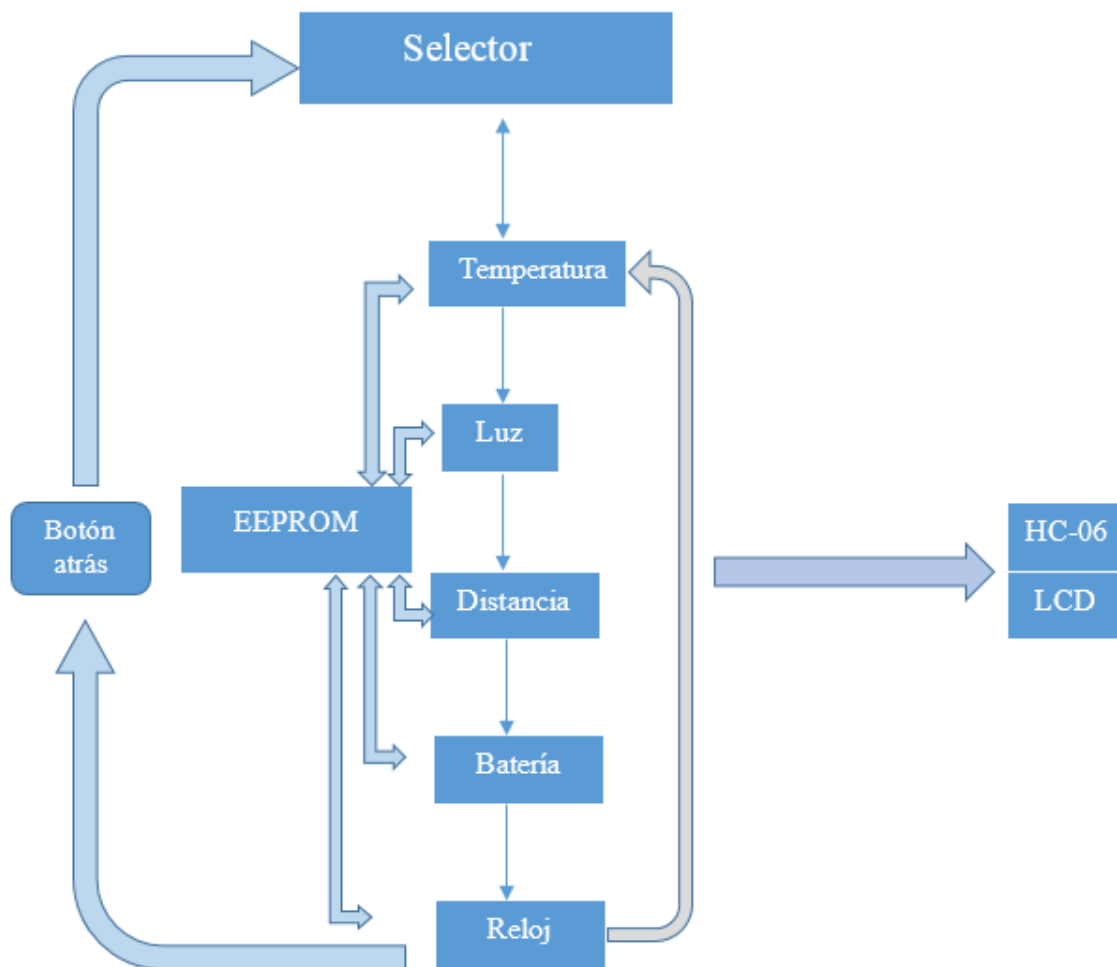 Selector
Temperatura
Luz
EEPROM
Botón
atrás
HC-06
LCD
Distancia
Batería
Reloj